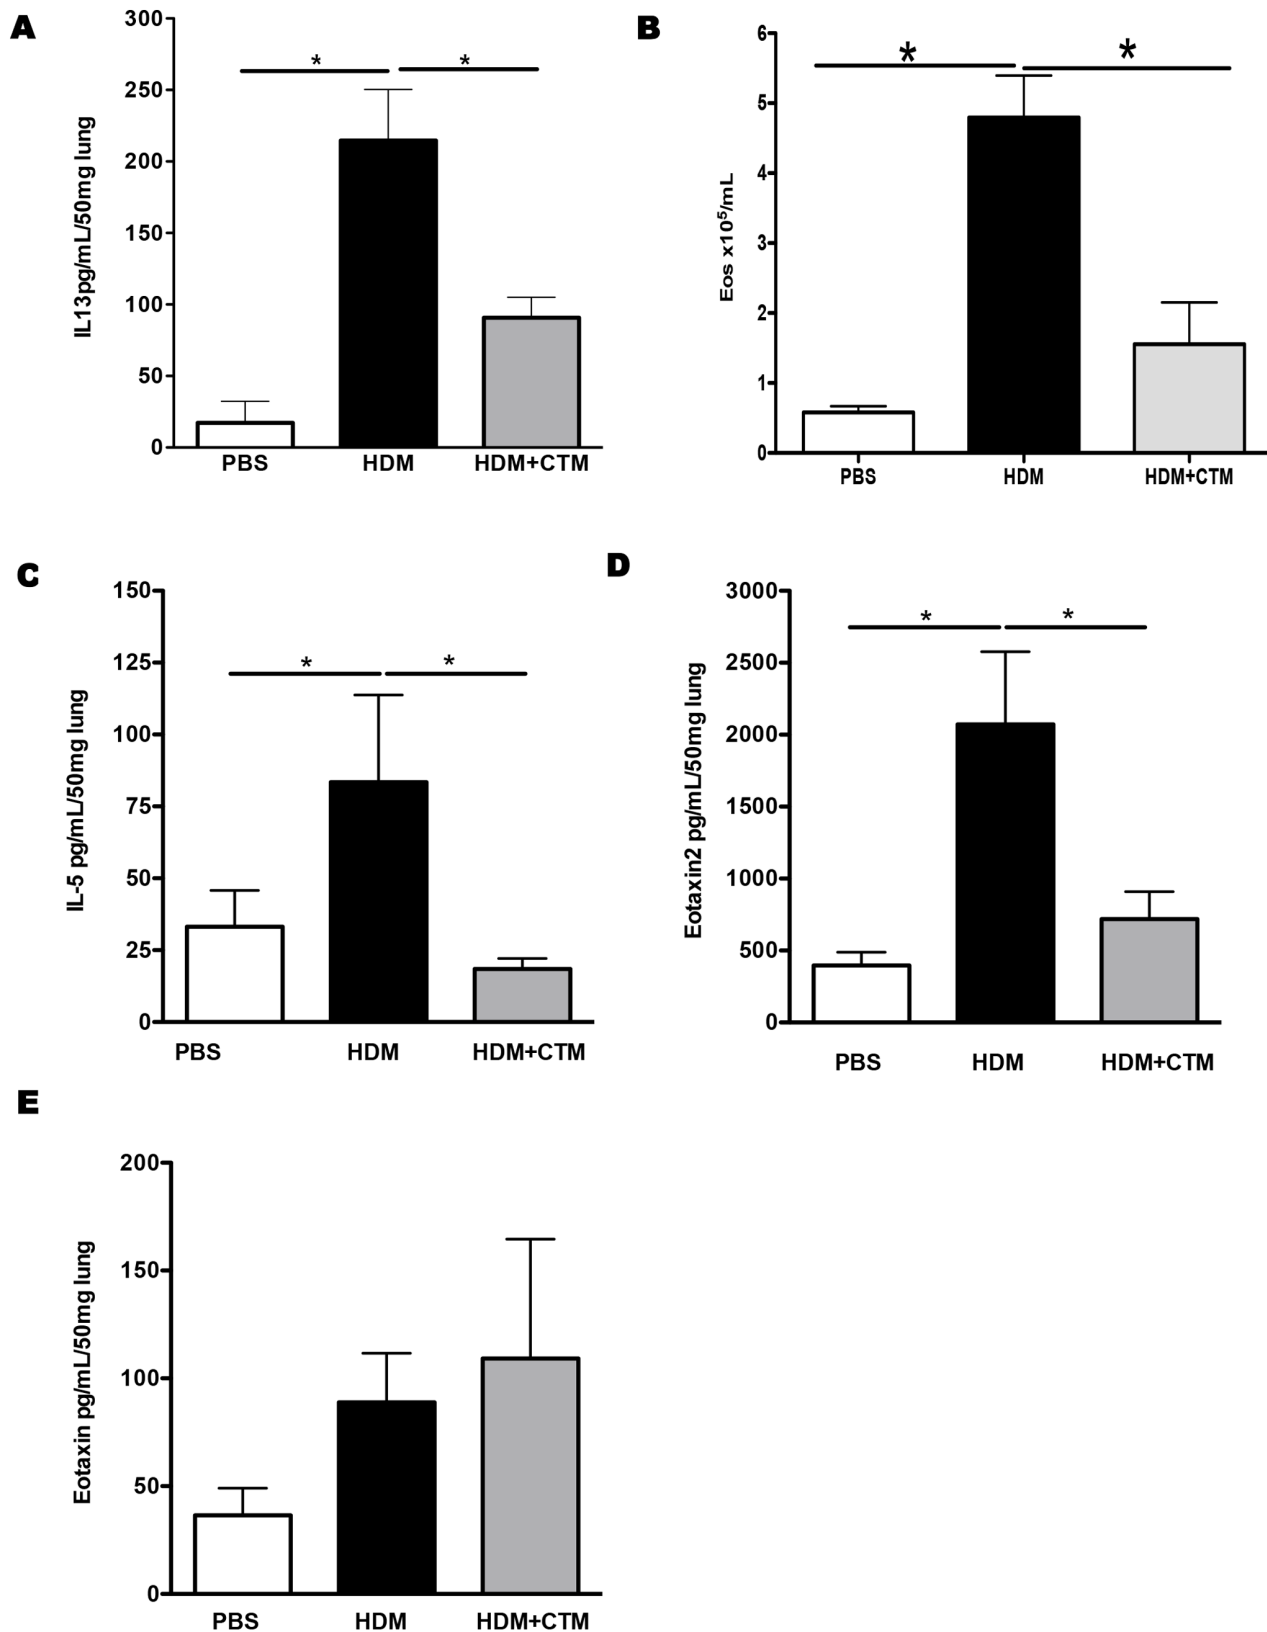 A
300
250
200
150
100
50
0
IL13pg/mL/50mg lung
* *
PBS HDM HDM+CTM
B
6
5
4
3
2
1
0
Eos x10⁵/mL
* *
PBS HDM HDM+CTM
C
150
125
100
75
50
25
0
IL-5 pg/mL/50mg lung
* *
PBS HDM HDM+CTM
D
3000
2500
2000
1500
1000
500
0
Eotaxin2 pg/mL/50mg lung
* *
PBS HDM HDM+CTM
E
200
150
100
50
0
Eotaxin pg/mL/50mg lung
PBS HDM HDM+CTM